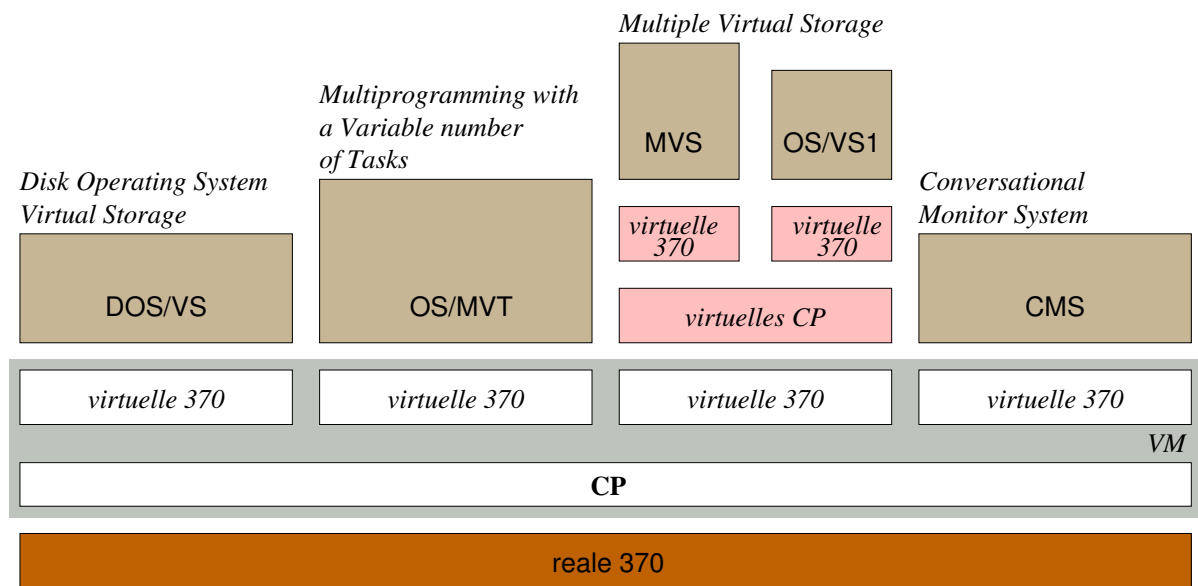 Multiple Virtual Storage
Multiprogramming with
a Variable number
of Tasks
MVS
OS/VS1
Disk Operating System
Virtual Storage
Conversational
Monitor System
virtuelle
370
virtuelle
370
DOS/VS
OS/MVT
virtuelles CP
CMS
virtuelle 370
virtuelle 370
virtuelle 370
virtuelle 370
VM
CP
reale 370